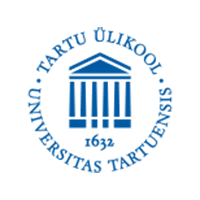 TARTU ÜLIKOOL
1632
· UNIVERSITAS TARTUENSIS ·